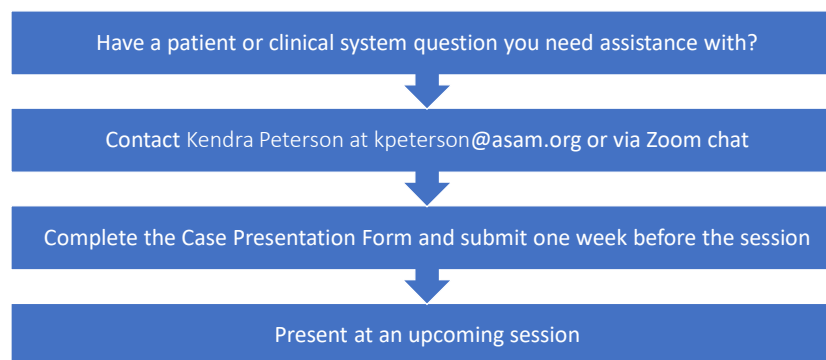 Have a patient or clinical system question you need assistance with?
Contact Kendra Peterson at kpeterson@asam.org or via Zoom chat
Complete the Case Presentation Form and submit one week before the session
Present at an upcoming session